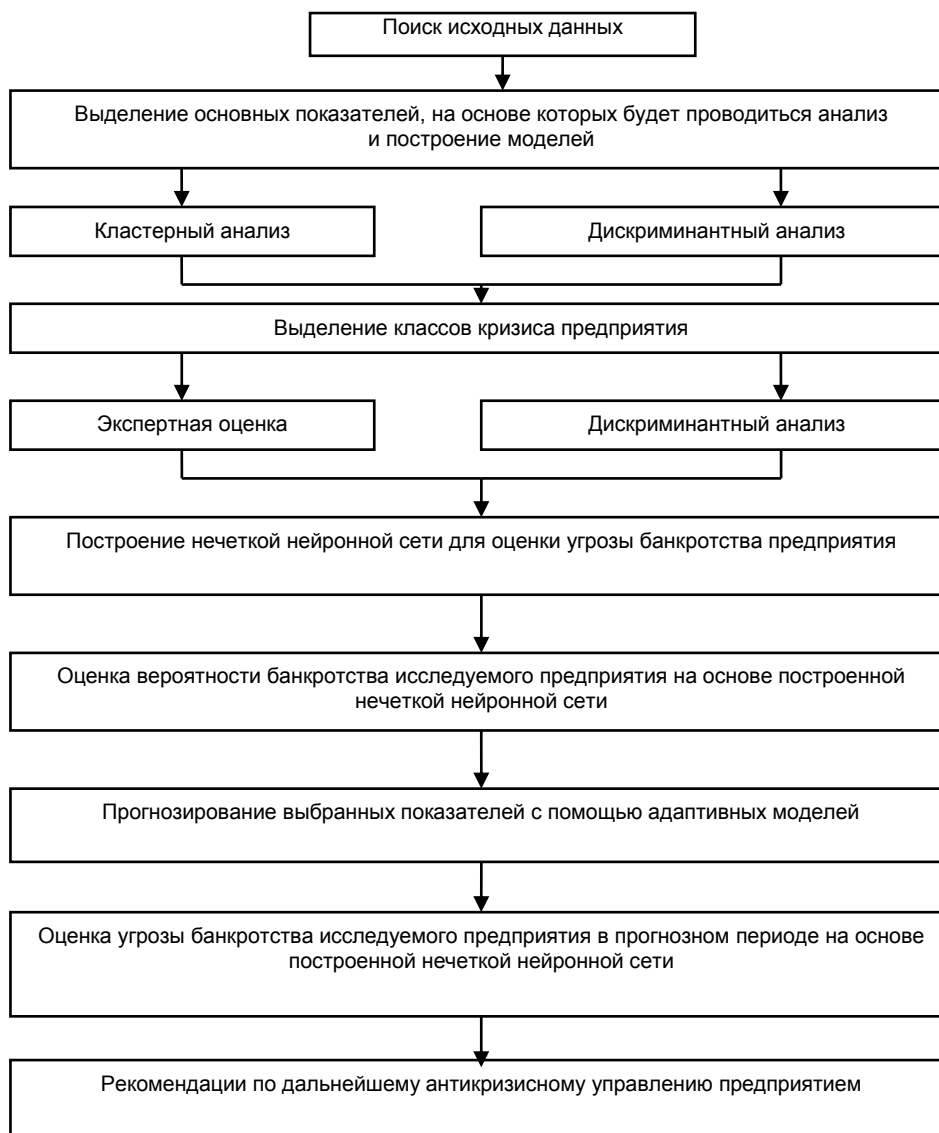 Поиск исходных данных
Выделение основных показателей, на основе которых будет проводиться анализ
и построение моделей
Кластерный анализ
Дискриминантный анализ
Выделение классов кризиса предприятия
Экспертная оценка
Дискриминантный анализ
Построение нечеткой нейронной сети для оценки угрозы банкротства предприятия
Оценка вероятности банкротства исследуемого предприятия на основе построенной
нечеткой нейронной сети
Прогнозирование выбранных показателей с помощью адаптивных моделей
Оценка угрозы банкротства исследуемого предприятия в прогнозном периоде на основе
построенной нечеткой нейронной сети
Рекомендации по дальнейшему антикризисному управлению предприятием